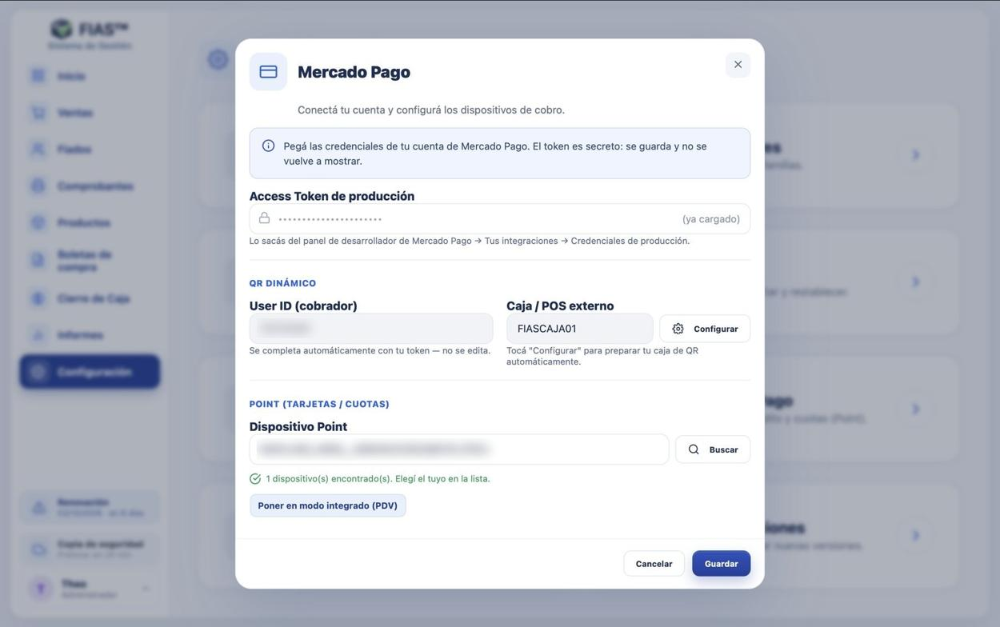 FIAS™
Sistema de Gestión
Inicio
Ventas
Fiados
Comprobantes
Productos
Boletas de
compra
Cierre de Caja
Informes
Configuración
Renovación
Copia de seguridad
Theo
Administrador
Mercado Pago
Conectá tu cuenta y configurá los dispositivos de cobro.
Pegá las credenciales de tu cuenta de Mercado Pago. El token es secreto: se guarda y no se
vuelve a mostrar.
Access Token de producción
•••••••••••••••••••••• (ya cargado)
Lo sacás del panel de desarrollador de Mercado Pago → Tus integraciones → Credenciales de producción.
QR DINÁMICO
User ID (cobrador)
Se completa automáticamente con tu token — no se edita.
Caja / POS externo
FIASCAJA01
Configurar
Tocá "Configurar" para preparar tu caja de QR
automáticamente.
POINT (TARJETAS / CUOTAS)
Dispositivo Point
Buscar
1 dispositivo(s) encontrado(s). Elegí el tuyo en la lista.
Poner en modo integrado (PDV)
Cancelar
Guardar